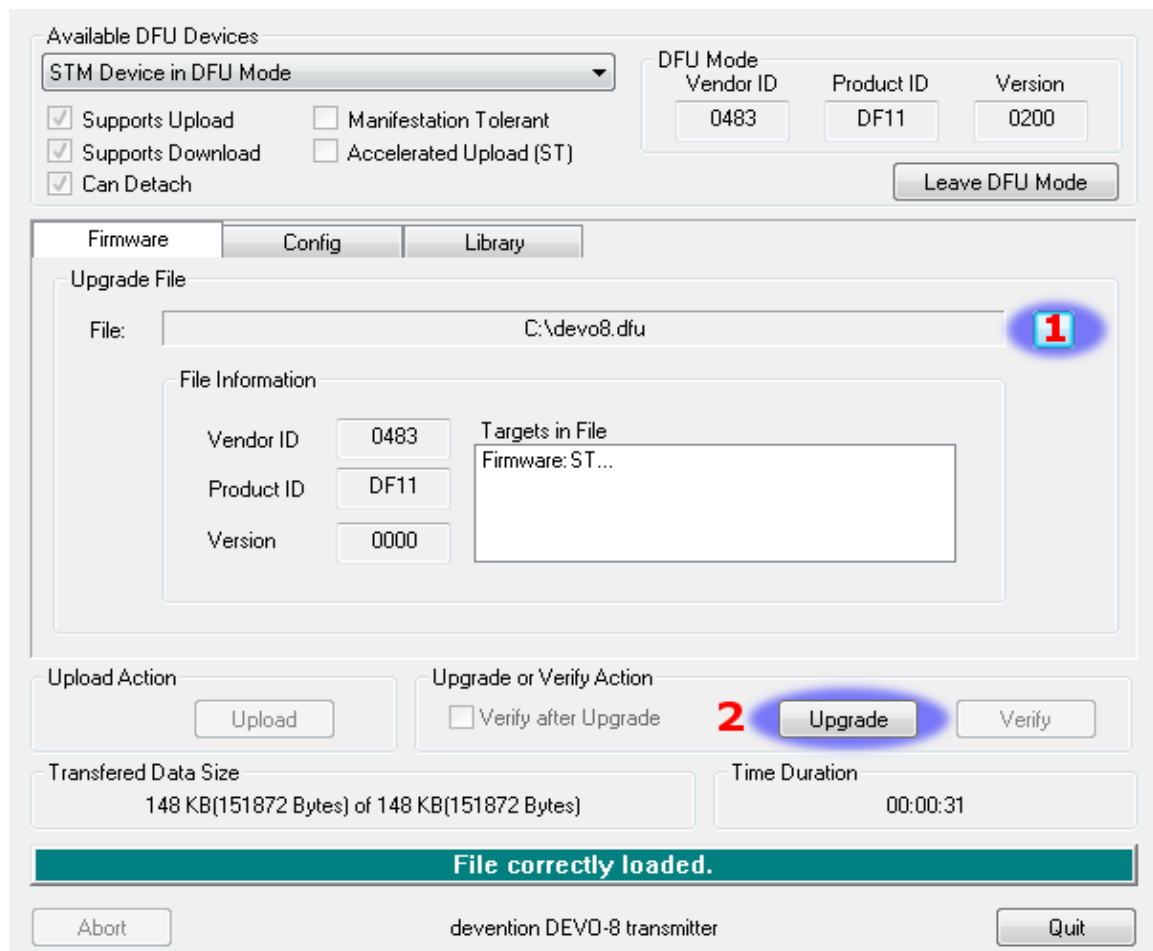 Available DFU Devices
STM Device in DFU Mode
DFU Mode
Vendor ID Product ID Version
0483 DF11 0200
Supports Upload Manifestation Tolerant
Supports Download Accelerated Upload (ST)
Can Detach
Leave DFU Mode
Firmware Config Library
Upgrade File
File: C:\devo8.dfu 1
File Information
Vendor ID 0483
Product ID DF11
Version 0000
Targets in File
Firmware: ST...
Upload Action
Upload
Upgrade or Verify Action
Verify after Upgrade 2 Upgrade Verify
Transfered Data Size
148 KB(151872 Bytes) of 148 KB(151872 Bytes)
Time Duration
00:00:31
File correctly loaded.
Abort devention DEVO-8 transmitter Quit